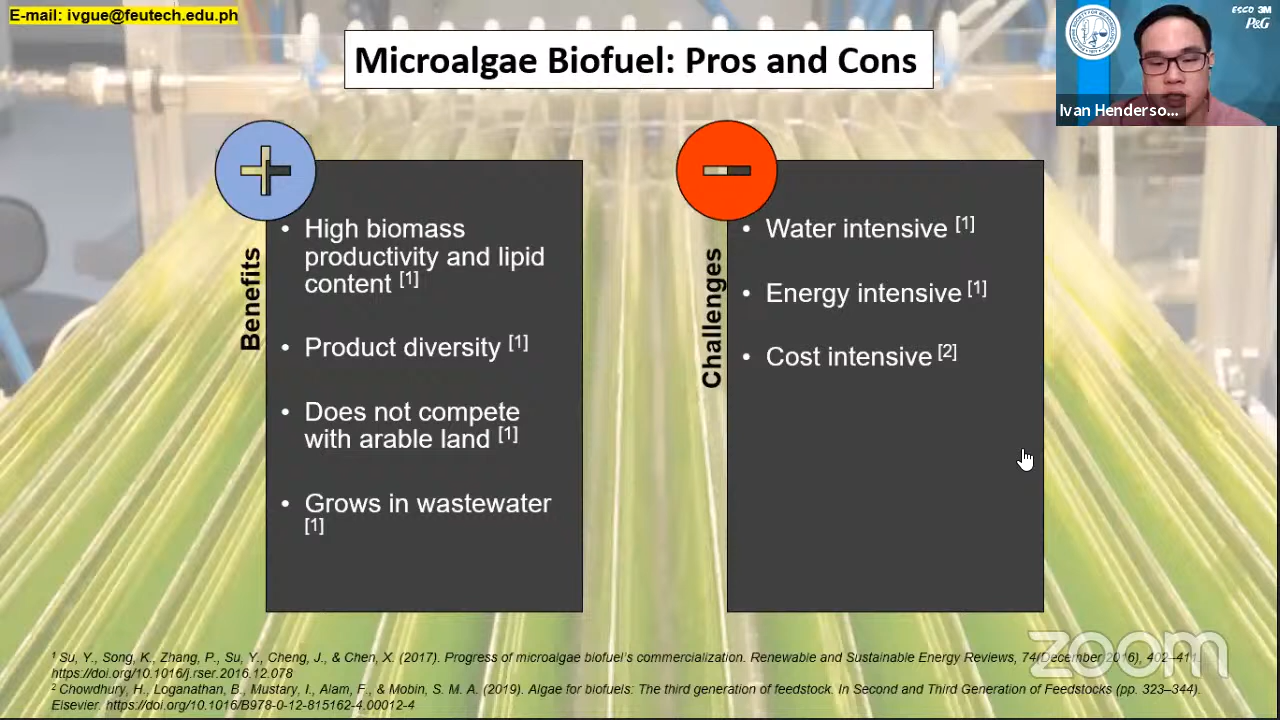 E-mail: ivgue@feutech.edu.ph
Microalgae Biofuel: Pros and Cons
ESCO 3M
P&G
Ivan Henderso...
Benefits
• High biomass
productivity and lipid
content [1]
• Product diversity [1]
• Does not compete
with arable land [1]
• Grows in wastewater
[1]
Challenges
• Water intensive [1]
• Energy intensive [1]
• Cost intensive [2]
zoom
1 Su, Y., Song, K., Zhang, P., Su, Y., Cheng, J., & Chen, X. (2017). Progress of microalgae biofuel's commercialization. Renewable and Sustainable Energy Reviews, 74(December 2016), 402–411.
https://doi.org/10.1016/j.rser.2016.12.078
2 Chowdhury, H., Loganathan, B., Mustary, I., Alam, F., & Mobin, S. M. A. (2019). Algae for biofuels: The third generation of feedstock. In Second and Third Generation of Feedstocks (pp. 323–344).
Elsevier. https://doi.org/10.1016/B978-0-12-815162-4.00012-4